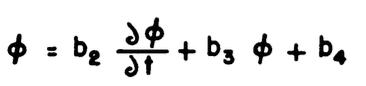 ϕ = b₂ ∂ϕ/∂t + b₃ ϕ + b₄